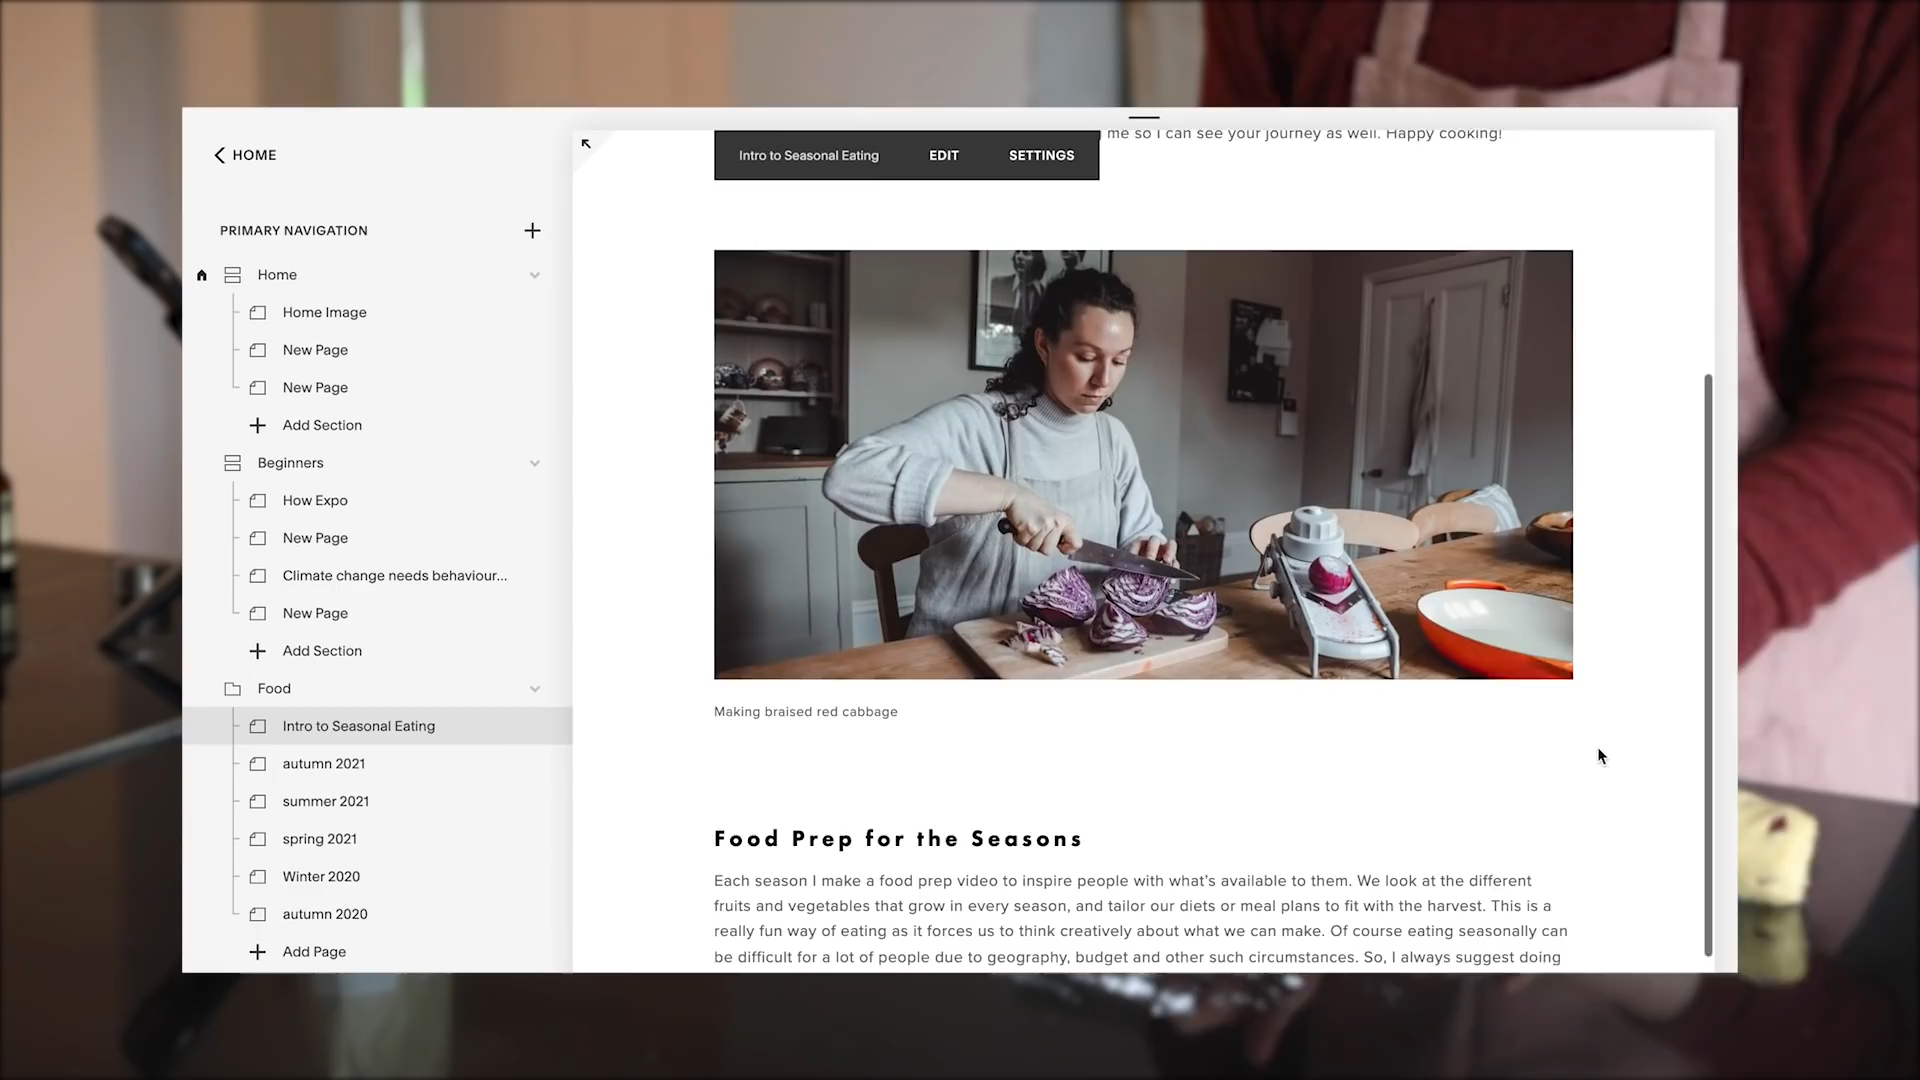 HOME
PRIMARY NAVIGATION
Home
Home Image
New Page
New Page
Add Section
Beginners
How Expo
New Page
Climate change needs behaviour...
New Page
Add Section
Food
Intro to Seasonal Eating
autumn 2021
summer 2021
spring 2021
Winter 2020
autumn 2020
Add Page
Intro to Seasonal Eating EDIT SETTINGS
me so I can see your journey as well. Happy cooking!
Making braised red cabbage
Food Prep for the Seasons
Each season I make a food prep video to inspire people with what's available to them. We look at the different
fruits and vegetables that grow in every season, and tailor our diets or meal plans to fit with the harvest. This is a
really fun way of eating as it forces us to think creatively about what we can make. Of course eating seasonally can
be difficult for a lot of people due to geography, budget and other such circumstances. So, I always suggest doing